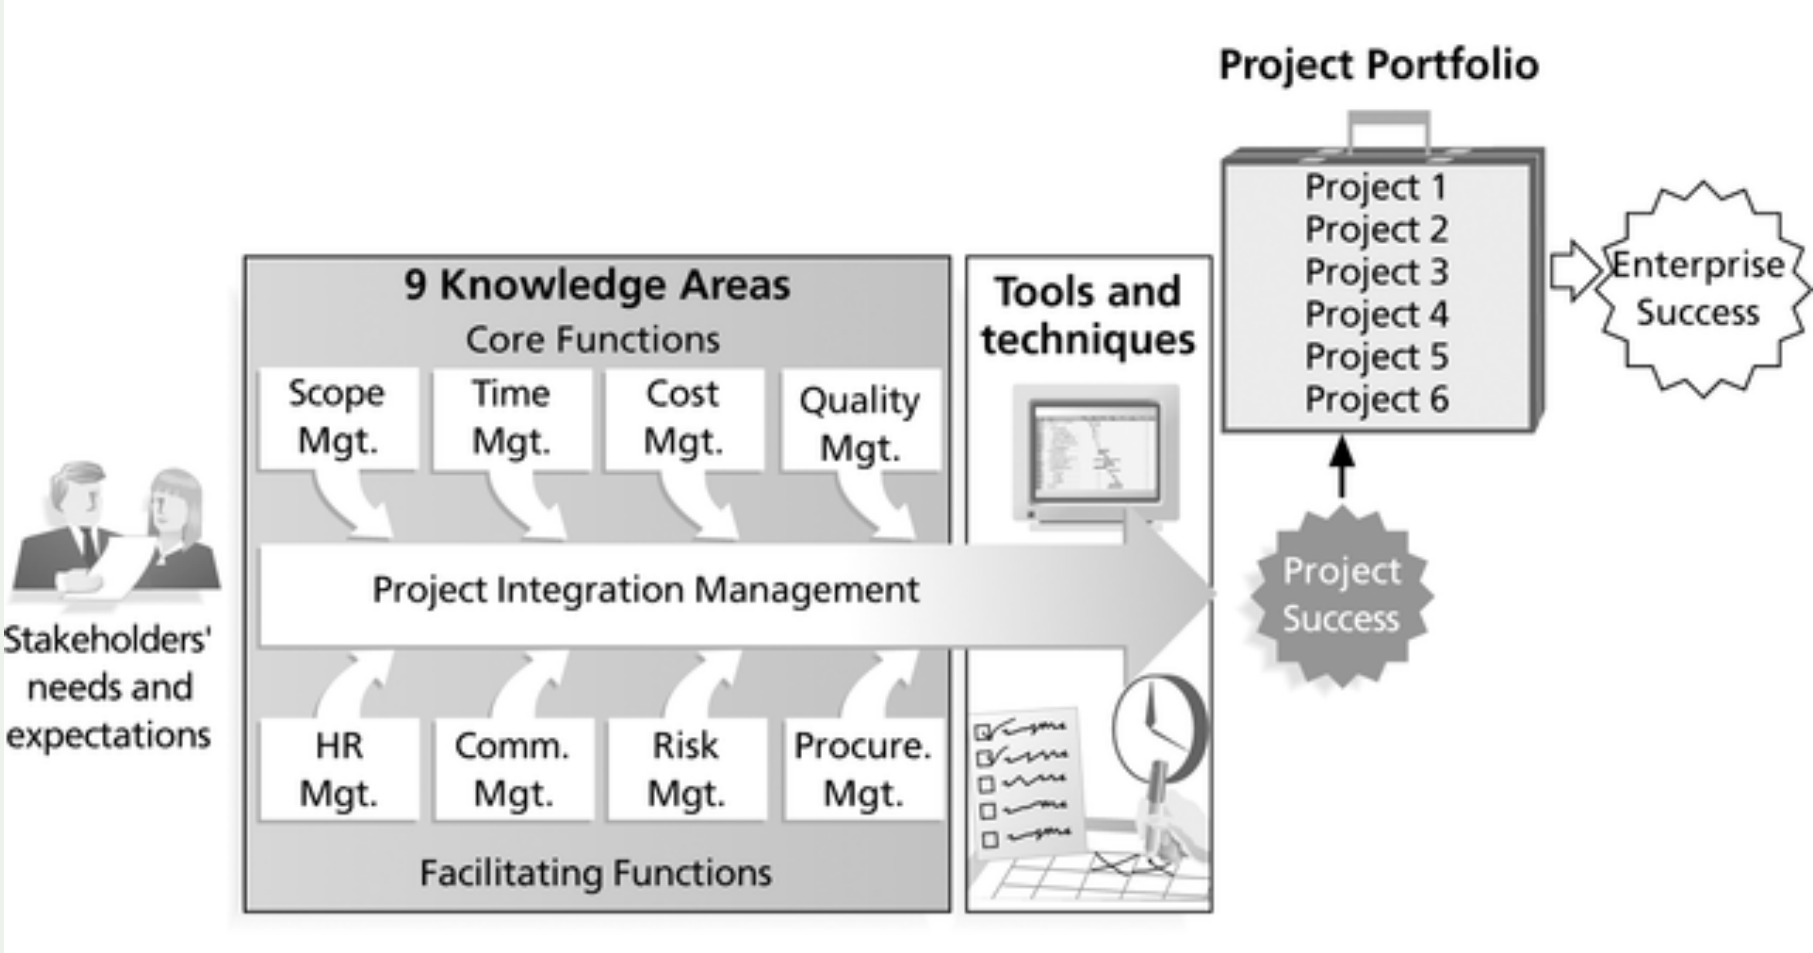 Project Portfolio
Project 1
Project 2
Project 3
Project 4
Project 5
Project 6
Enterprise
Success
9 Knowledge Areas
Core Functions
Scope
Mgt.
Time
Mgt.
Cost
Mgt.
Quality
Mgt.
Tools and
techniques
Project Integration Management
Project
Success
Stakeholders'
needs and
expectations
HR
Mgt.
Comm.
Mgt.
Risk
Mgt.
Procure.
Mgt.
Facilitating Functions